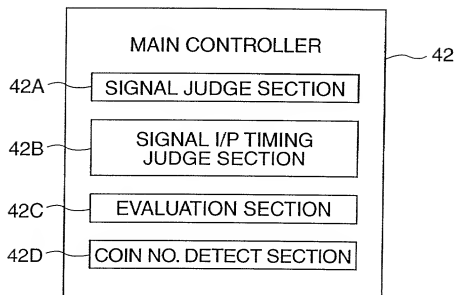 MAIN CONTROLLER
42
42A
SIGNAL JUDGE SECTION
42B
SIGNAL I/P TIMING
JUDGE SECTION
42C
EVALUATION SECTION
42D
COIN NO. DETECT SECTION